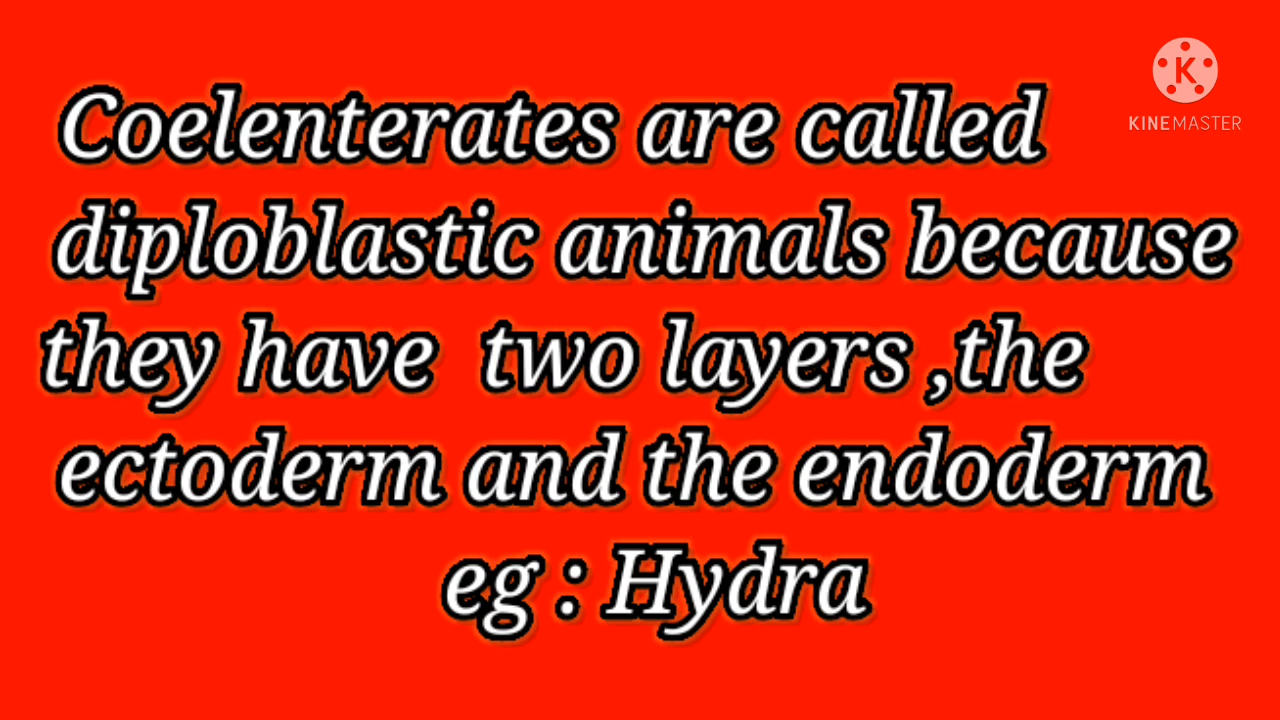 KINEMASTER
Coelenterates are called
diploblastic animals because
they have two layers ,the
ectoderm and the endoderm
eg : Hydra